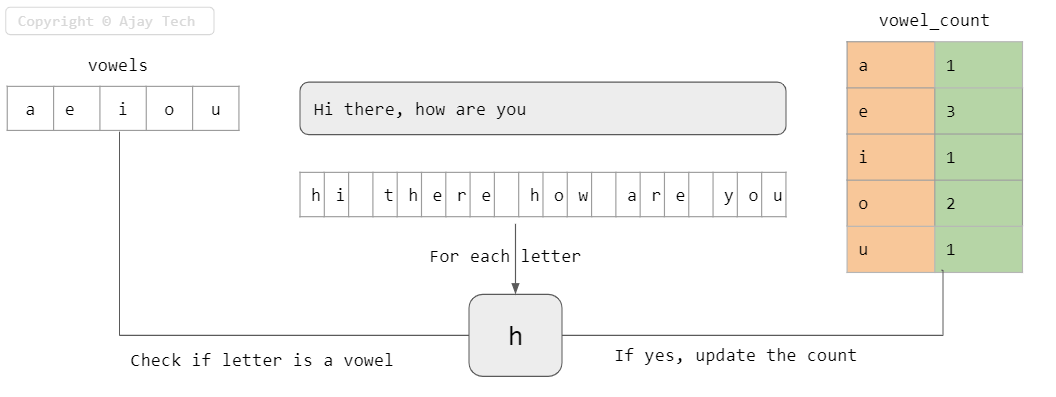 Copyright © Ajay Tech
vowel_count
vowels
a e i o u
Hi there, how are you
h i t h e r e h o w a r e y o u
For each letter
h
Check if letter is a vowel
If yes, update the count
a 1
e 3
i 1
o 2
u 1